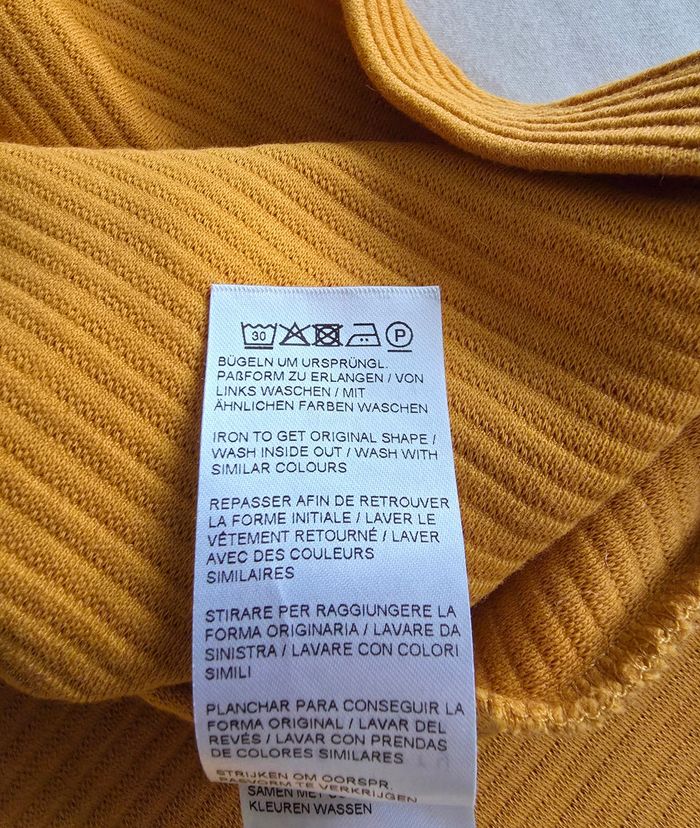 30 P
BÜGELN UM URSPRÜNGL.
PAßFORM ZU ERLANGEN / VON
LINKS WASCHEN / MIT
ÄHNLICHEN FARBEN WASCHEN
IRON TO GET ORIGINAL SHAPE /
WASH INSIDE OUT / WASH WITH
SIMILAR COLOURS
REPASSER AFIN DE RETROUVER
LA FORME INITIALE / LAVER LE
VÊTEMENT RETOURNÉ / LAVER
AVEC DES COULEURS
SIMILAIRES
STIRARE PER RAGGIUNGERE LA
FORMA ORIGINARIA / LAVARE DA
SINISTRA / LAVARE CON COLORI
SIMILI
PLANCHAR PARA CONSEGUIR LA
FORMA ORIGINAL / LAVAR DEL
REVÉS / LAVAR CON PRENDAS
DE COLORES SIMILARES
STRIJKEN OM OORSPR.
PASVORM TE VERKRIJGEN
SAMEN MET
KLEUREN WASSEN